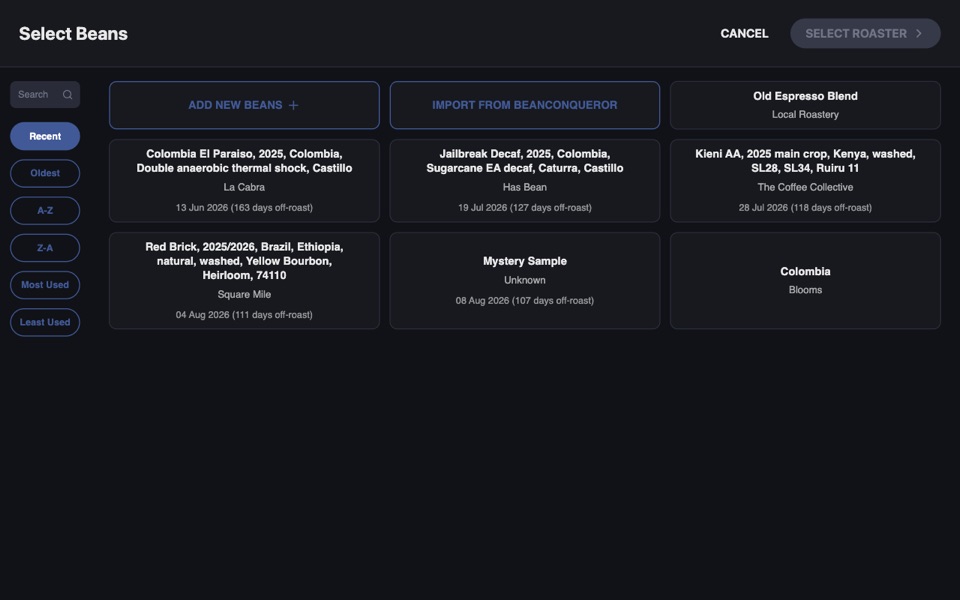 Select Beans
CANCEL
SELECT ROASTER
Search
Recent
Oldest
A-Z
Z-A
Most Used
Least Used
ADD NEW BEANS +
IMPORT FROM BEANCONQUEROR
Old Espresso Blend
Local Roastery
Colombia El Paraiso, 2025, Colombia,
Double anaerobic thermal shock, Castillo
La Cabra
13 Jun 2026 (163 days off-roast)
Jailbreak Decaf, 2025, Colombia,
Sugarcane EA decaf, Caturra, Castillo
Has Bean
19 Jul 2026 (127 days off-roast)
Kieni AA, 2025 main crop, Kenya, washed,
SL28, SL34, Ruiru 11
The Coffee Collective
28 Jul 2026 (118 days off-roast)
Red Brick, 2025/2026, Brazil, Ethiopia,
natural, washed, Yellow Bourbon,
Heirloom, 74110
Square Mile
04 Aug 2026 (111 days off-roast)
Mystery Sample
Unknown
08 Aug 2026 (107 days off-roast)
Colombia
Blooms